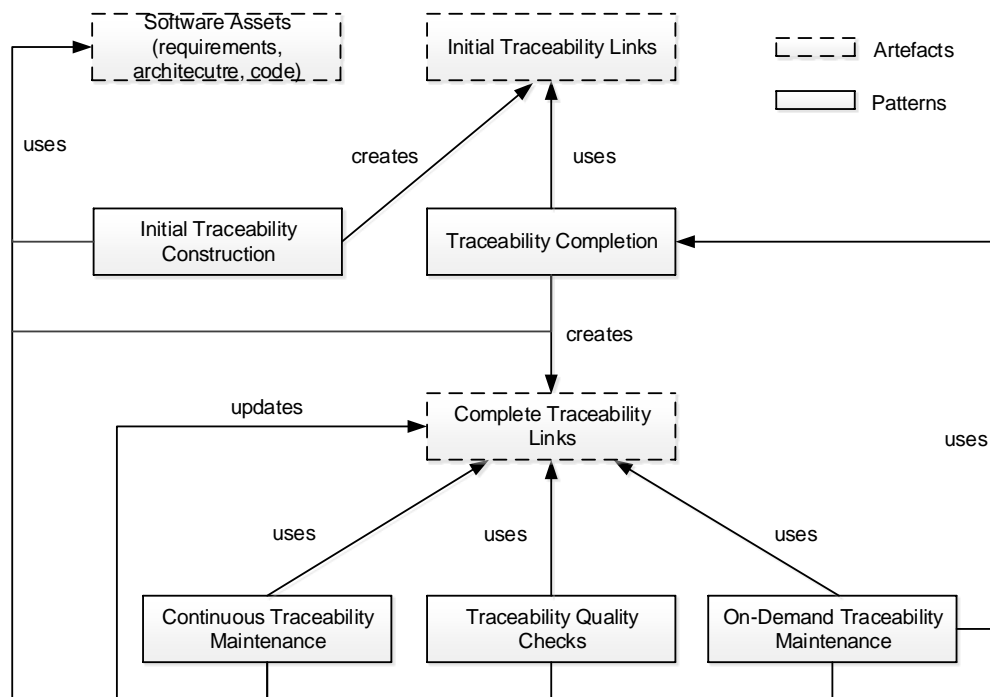 Software Assets
(requirements,
architecutre, code)
Initial Traceability Links
Artefacts
Patterns
uses
creates
uses
Initial Traceability
Construction
Traceability Completion
creates
updates
Complete Traceability
Links
uses
uses
uses
uses
Continuous Traceability
Maintenance
Traceability Quality
Checks
On-Demand Traceability
Maintenance